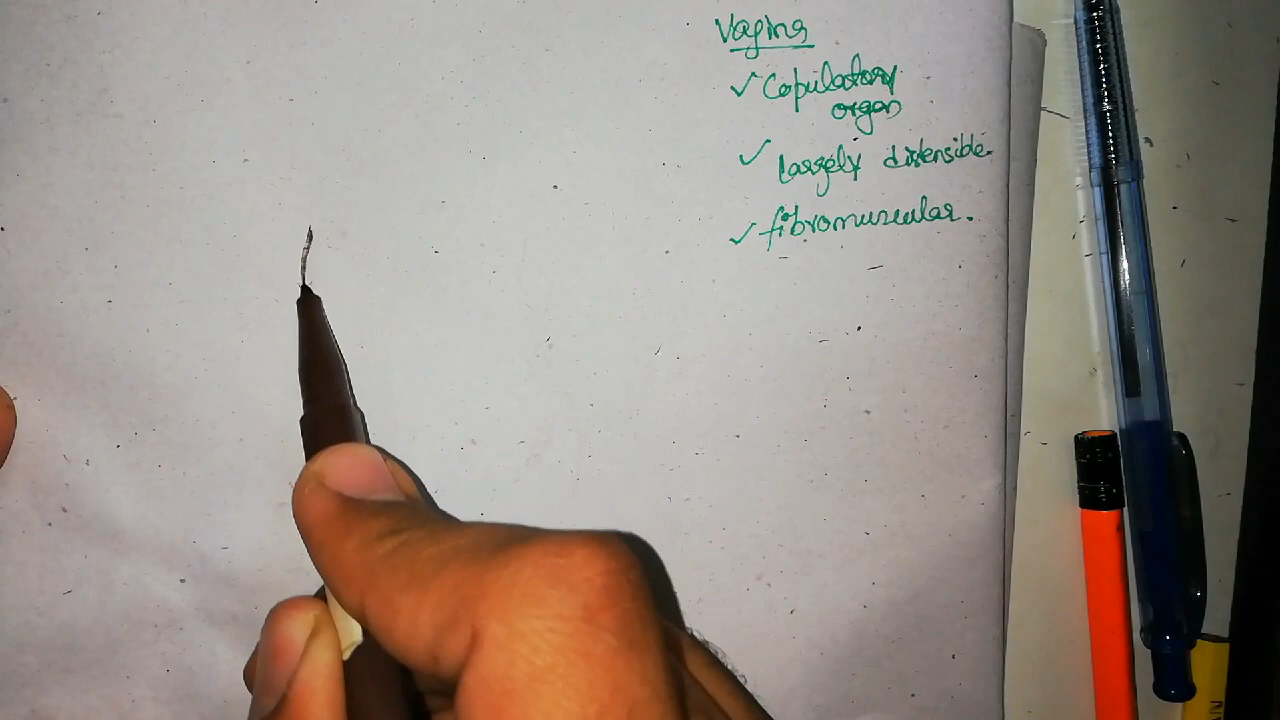 Vagina
✓ Copulatory
organ
✓ largely distensible.
✓ fibromuscular.